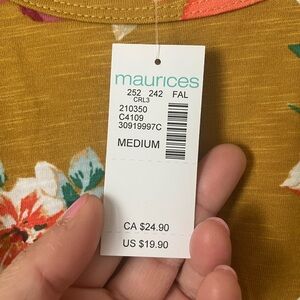 maurices
252 242 FAL
CRL3
210350
C4109
30919997C
MEDIUM
CA $24.90
US $19.90